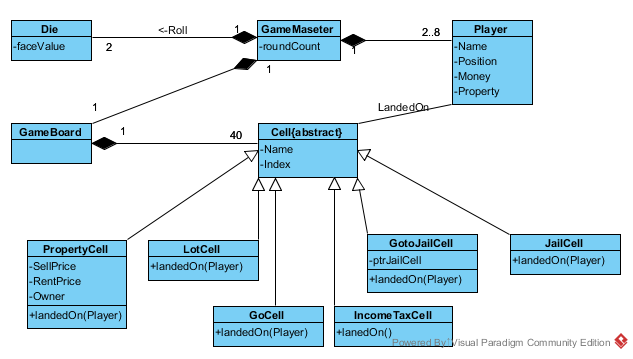 Die
-faceValue
<-Roll
2
1
GameMaseter
-roundCount
1
1
2..8
Player
-Name
-Position
-Money
-Property
LandedOn
1
GameBoard
1
40
Cell{abstract}
-Name
-Index
PropertyCell
-SellPrice
-RentPrice
-Owner
+landedOn(Player)
LotCell
+landedOn(Player)
GotoJailCell
-ptrJailCell
+landedOn(Player)
JailCell
+landedOn(Player)
GoCell
+landedOn(Player)
IncomeTaxCell
+lanedOn()
Powered By Visual Paradigm Community Edition